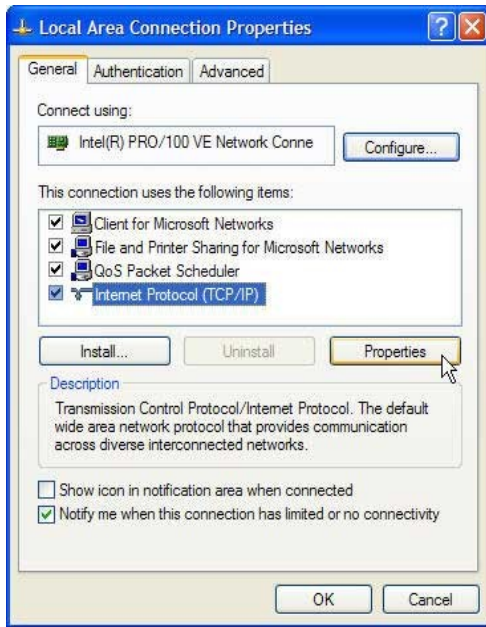 Local Area Connection Properties
General Authentication Advanced
Connect using:
Intel(R) PRO/100 VE Network Conne
Configure...
This connection uses the following items:
Client for Microsoft Networks
File and Printer Sharing for Microsoft Networks
QoS Packet Scheduler
Internet Protocol (TCP/IP)
Install... Uninstall Properties
Description
Transmission Control Protocol/Internet Protocol. The default
wide area network protocol that provides communication
across diverse interconnected networks.
Show icon in notification area when connected
Notify me when this connection has limited or no connectivity
OK Cancel